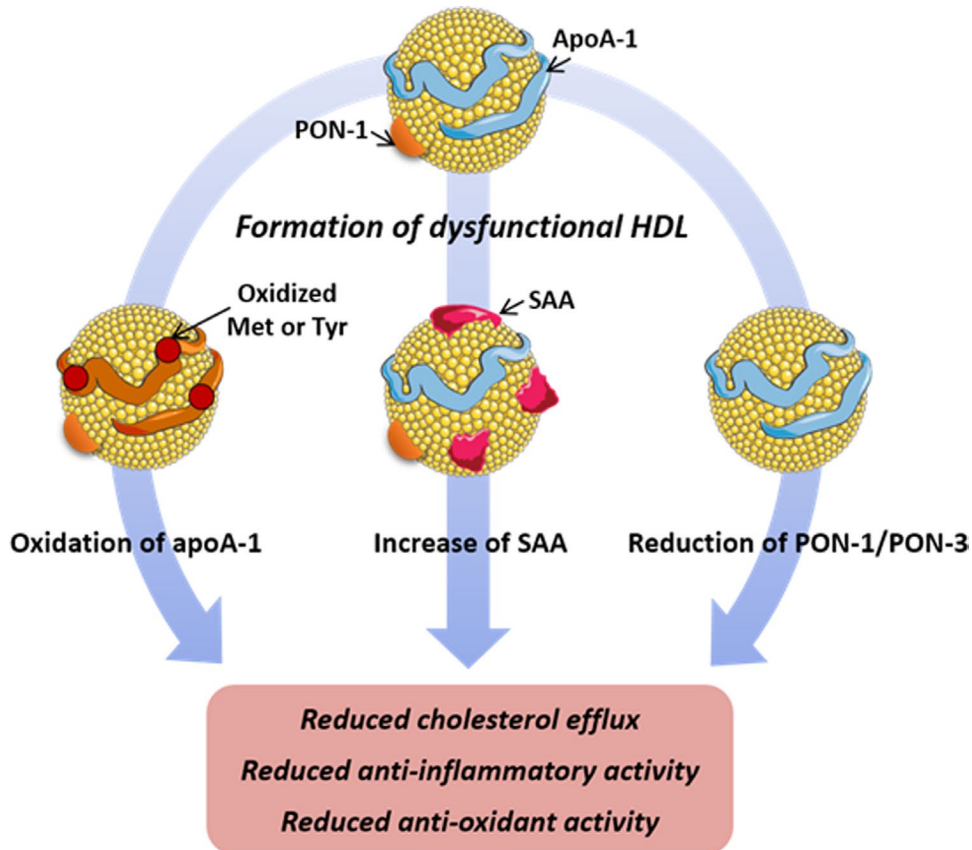 ApoA-1
PON-1
Formation of dysfunctional HDL
Oxidized
Met or Tyr
SAA
Oxidation of apoA-1
Increase of SAA
Reduction of PON-1/PON-3
Reduced cholesterol efflux
Reduced anti-inflammatory activity
Reduced anti-oxidant activity